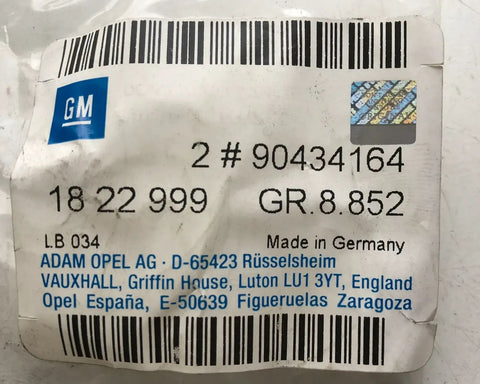 GM
2 # 90434164
18 22 999 GR.8.852
LB 034 Made in Germany
ADAM OPEL AG · D-65423 Rüsselsheim
VAUXHALL, Griffin House, Luton LU1 3YT, England
Opel España, E-50639 Figueruelas Zaragoza